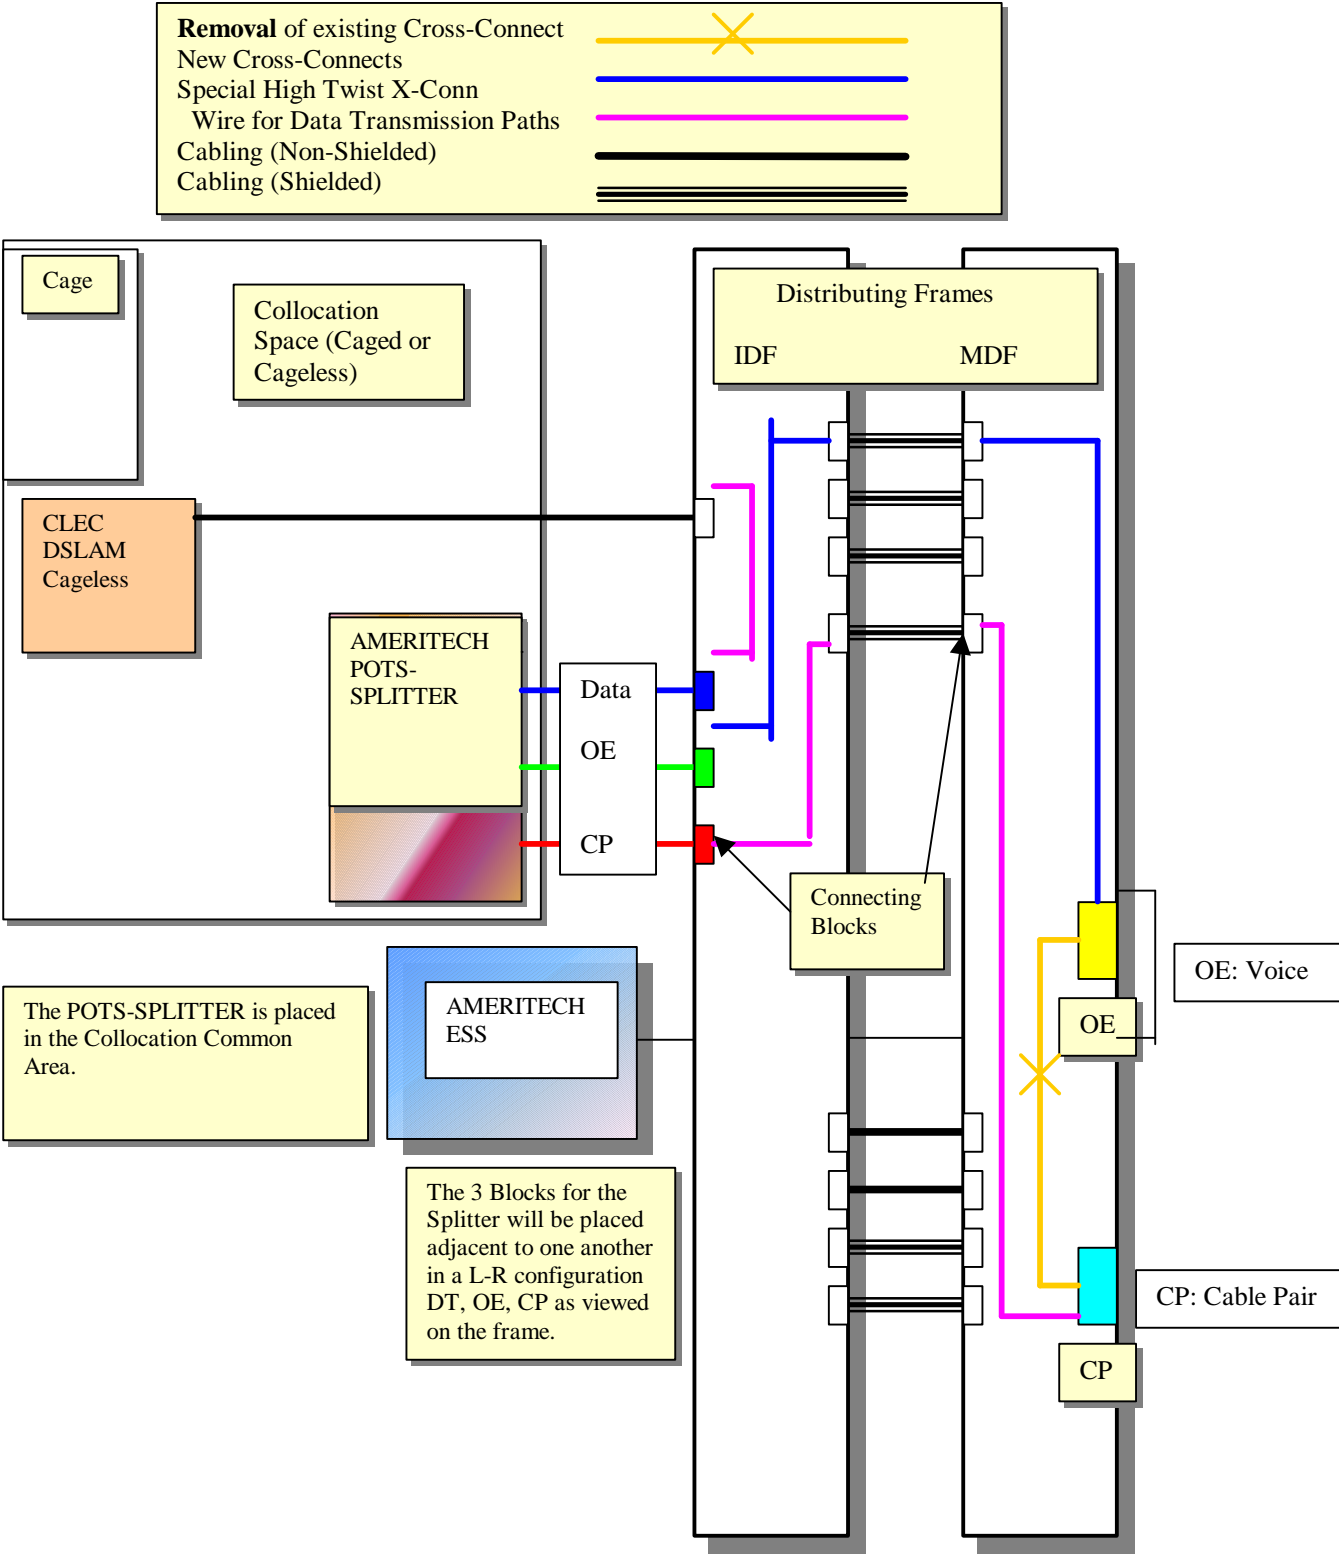 Removal of existing Cross-Connect
New Cross-Connects
Special High Twist X-Conn
Wire for Data Transmission Paths
Cabling (Non-Shielded)
Cabling (Shielded)
Cage
Collocation
Space (Caged or
Cageless)
Distributing Frames
IDF MDF
CLEC
DSLAM
Cageless
AMERITECH
POTS-
SPLITTER
Data
OE
CP
Connecting
Blocks
OE: Voice
OE
AMERITECH
ESS
The POTS-SPLITTER is placed
in the Collocation Common
Area.
The 3 Blocks for the
Splitter will be placed
adjacent to one another
in a L-R configuration
DT, OE, CP as viewed
on the frame.
CP: Cable Pair
CP